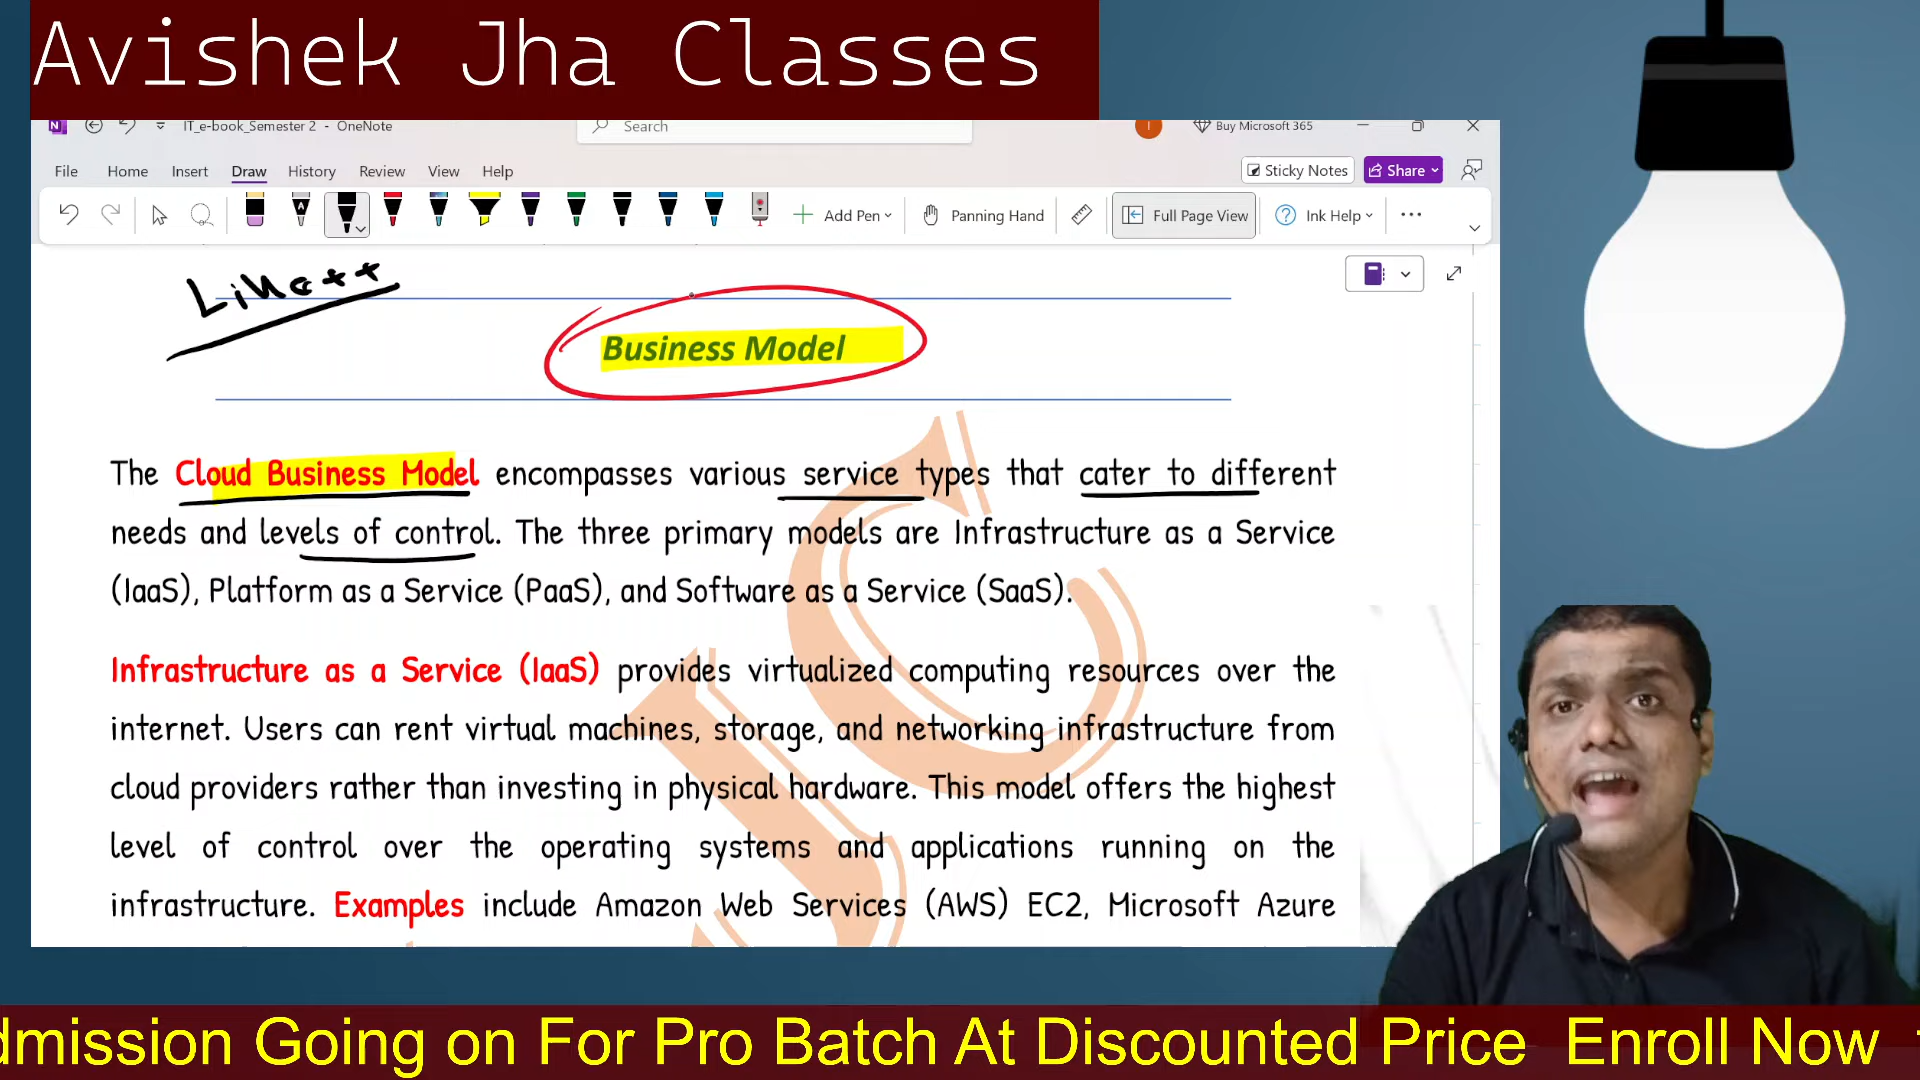 Avishek Jha Classes
IT_e-book_Semester 2 - OneNote
Search
Buy Microsoft 365
File Home Insert Draw History Review View Help
Sticky Notes
Share
Add Pen
Panning Hand
Full Page View
Ink Help
Business Model
The Cloud Business Model encompasses various service types that cater to different
needs and levels of control. The three primary models are Infrastructure as a Service
(IaaS), Platform as a Service (PaaS), and Software as a Service (SaaS).
Infrastructure as a Service (IaaS) provides virtualized computing resources over the
internet. Users can rent virtual machines, storage, and networking infrastructure from
cloud providers rather than investing in physical hardware. This model offers the highest
level of control over the operating systems and applications running on the
infrastructure. Examples include Amazon Web Services (AWS) EC2, Microsoft Azure
dmission Going on For Pro Batch At Discounted Price Enroll Now